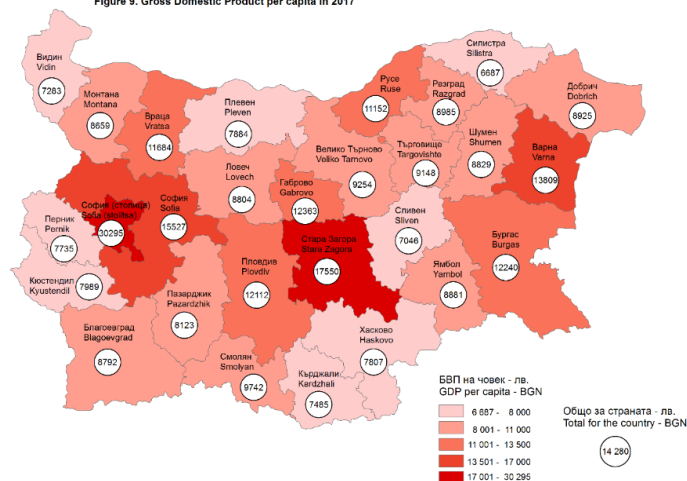 Figure 9. Gross Domestic Product per capita in 2017
Видин
Vidin
7283
Монтана
Montana
8659
Враца
Vratsa
11684
Плевен
Pleven
7884
Ловеч
Lovech
8804
Велико Търново
Veliko Tarnovo
9254
Габрово
Gabrovo
12363
Русе
Ruse
11152
Разград
Razgrad
8985
Силистра
Silistra
6687
Добрич
Dobrich
8925
Търговище
Targovishte
9148
Шумен
Shumen
8829
Варна
Varna
13809
София (столица)
Sofia (stolitsa)
30295
София
Sofia
15527
Перник
Pernik
7735
Кюстендил
Kyustendil
7989
Благоевград
Blagoevgrad
8792
Пазарджик
Pazardzhik
8123
Пловдив
Plovdiv
12112
Стара Загора
Stara Zagora
17550
Сливен
Sliven
7046
Ямбол
Yambol
8881
Бургас
Burgas
12240
Смолян
Smolyan
9742
Кърджали
Kardzhali
7485
Хасково
Haskovo
7807
БВП на човек - лв.
GDP per capita - BGN
6 687 - 8 000
8 001 - 11 000
11 001 - 13 500
13 501 - 17 000
17 001 - 30 295
Общо за страната - лв.
Total for the country - BGN
14 280